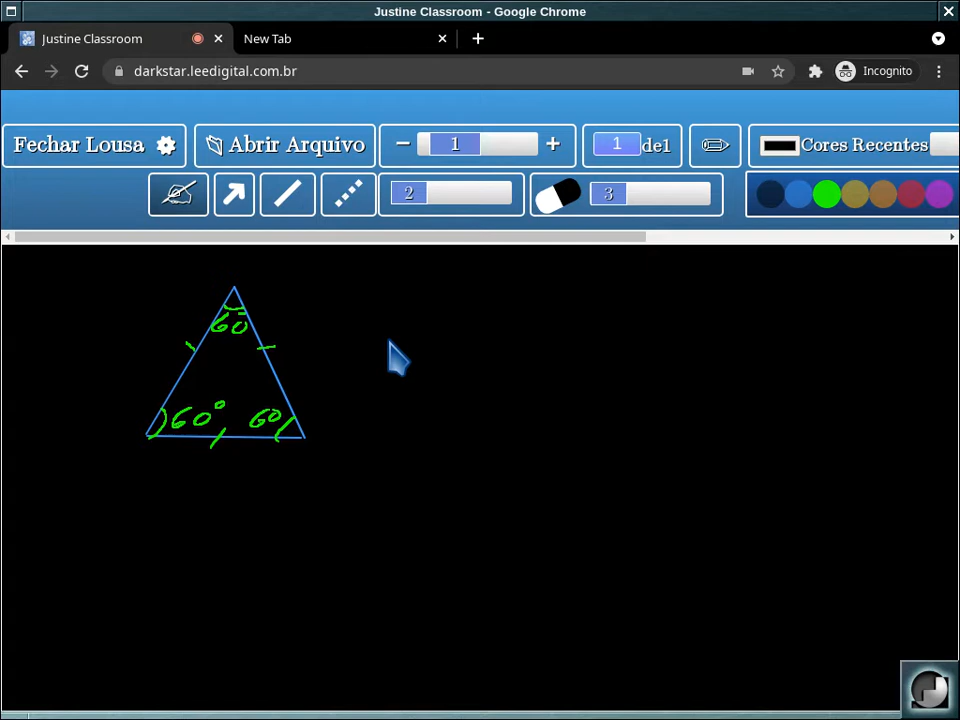 Justine Classroom - Google Chrome
Justine Classroom
New Tab
darkstar.leedigital.com.br
Incognito
Fechar Lousa
Abrir Arquivo
− 1 +
1 de1
Cores Recentes
2
3
60
60° 60